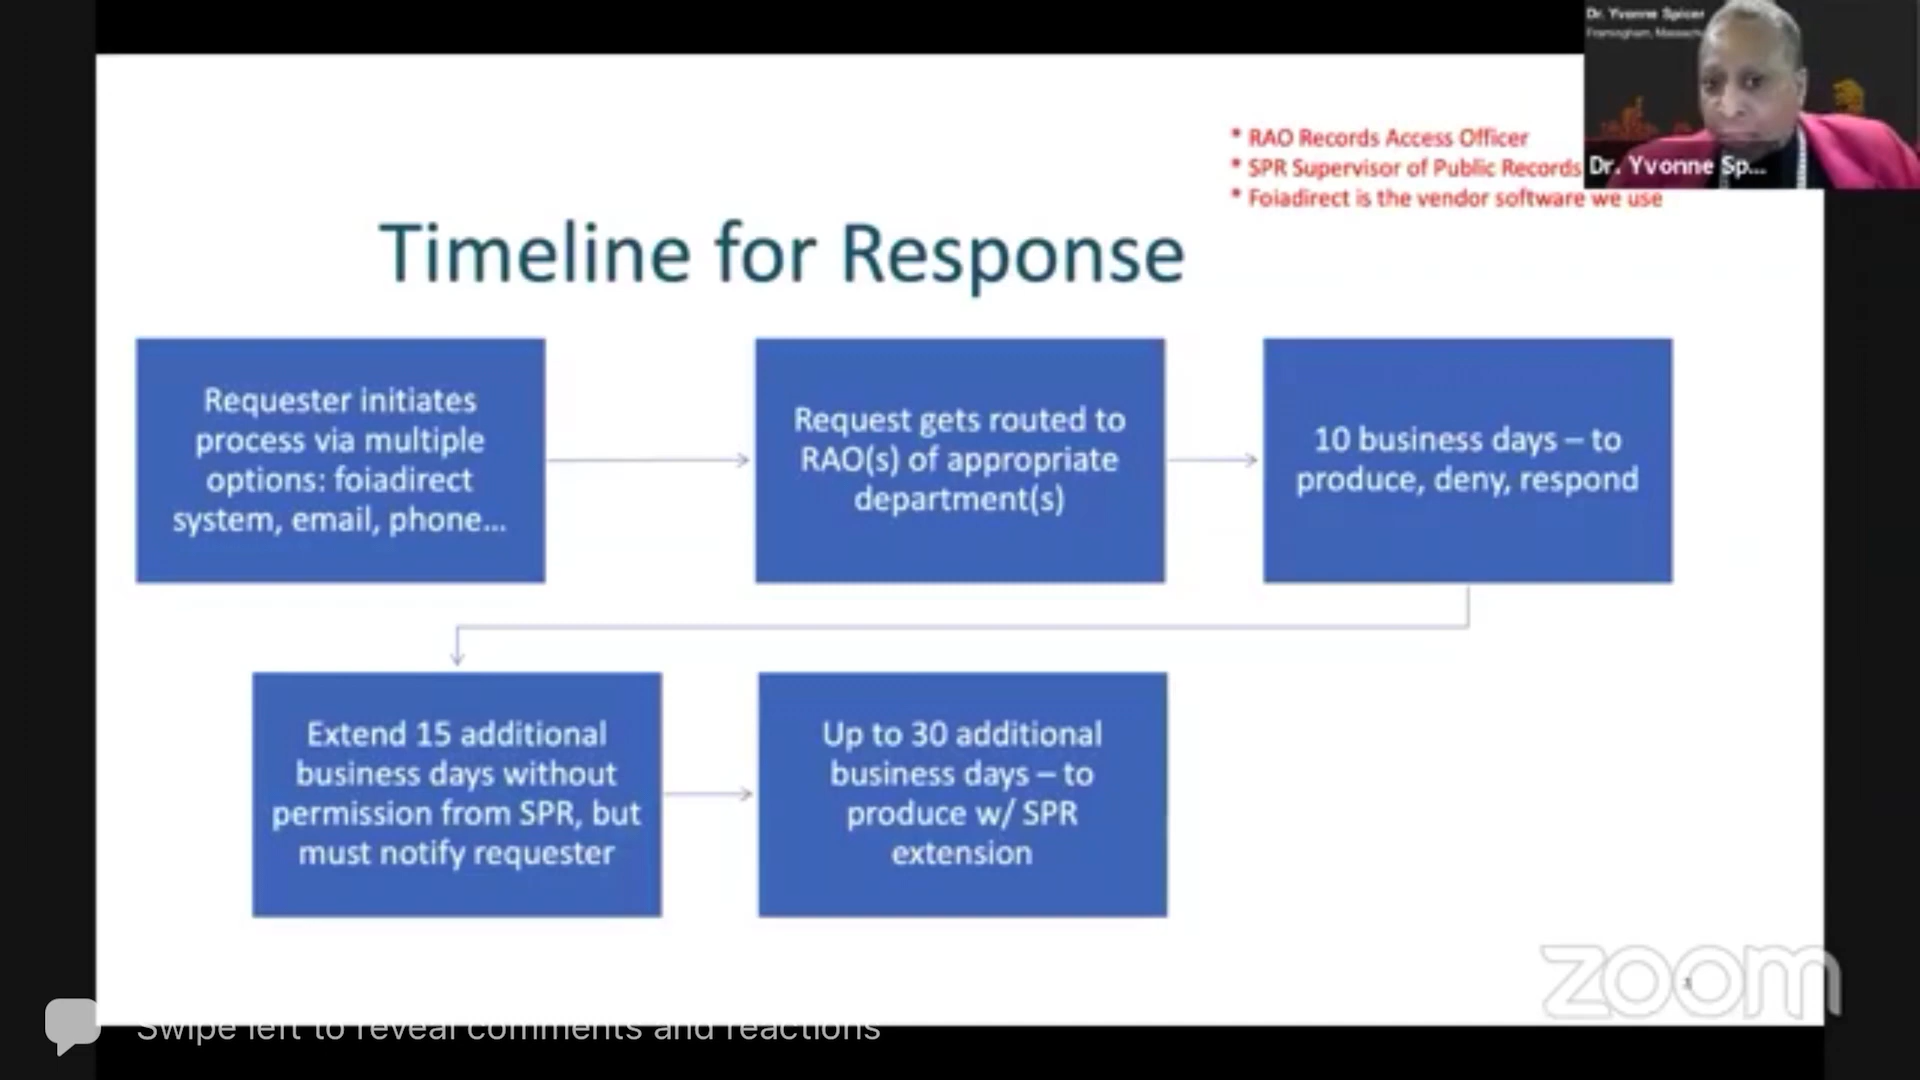 Dr. Yvonne Spicer
Framingham,
* RAO Records Access Officer
* SPR Supervisor of Public Records
Dr. Yvonne Sp...
* Foiadirect is the vendor software we use
Timeline for Response
Requester initiates
process via multiple
options: foiadirect
system, email, phone...
Request gets routed to
RAO(s) of appropriate
department(s)
10 business days – to
produce, deny, respond
Extend 15 additional
business days without
permission from SPR, but
must notify requester
Up to 30 additional
business days – to
produce w/ SPR
extension
zoom
Swipe left to reveal comments and reactions